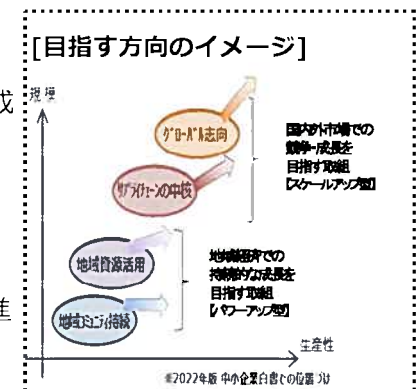 [目指す方向のイメージ]
成
規模
グローバル志向
国内外市場での
競争・成長を
目指す取組
【スケールアップ型】
サプライチェーンの中核
地域資源活用
地域経済での
持続的な成長を
目指す取組
【パワーアップ型】
進
地域コミュニティ持続
生産性
※2022年版 中小企業白書での位置づけ